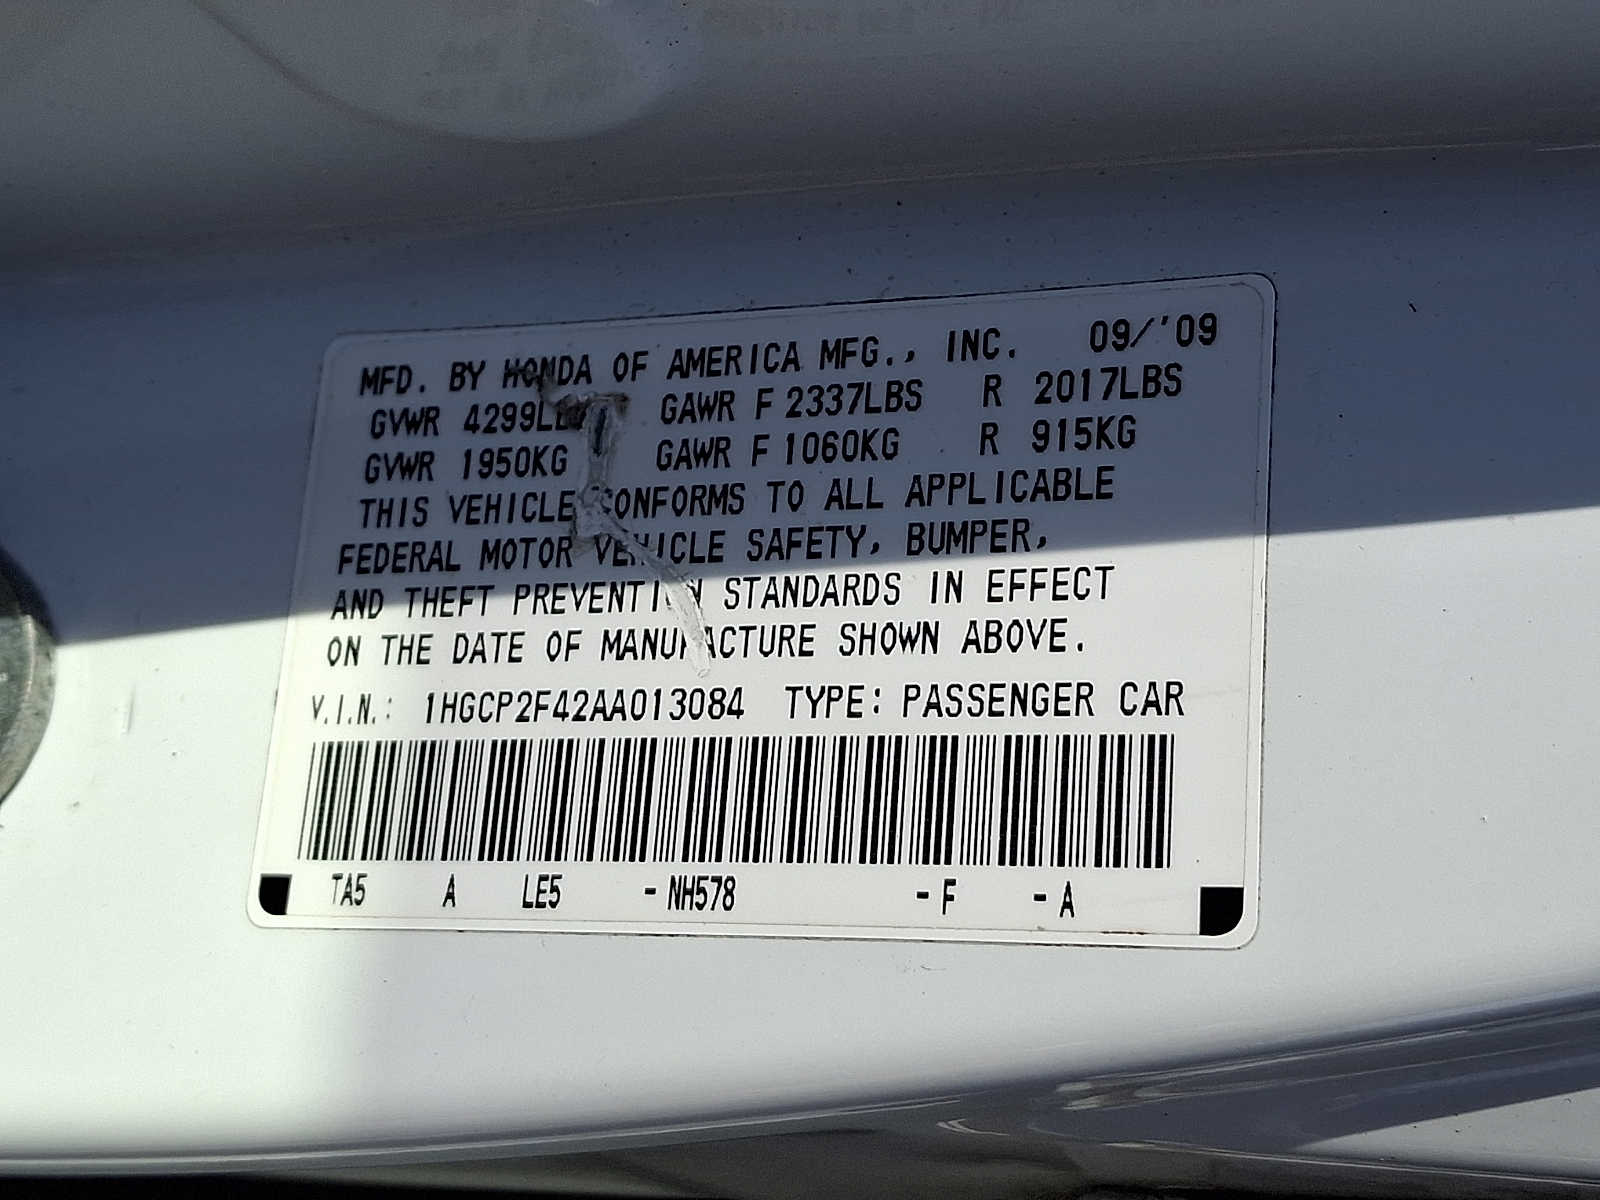 MFD. BY HONDA OF AMERICA MFG., INC. 09/'09
GVWR 4299LBS GAWR F 2337LBS R 2017LBS
GVWR 1950KG GAWR F 1060KG R 915KG
THIS VEHICLE CONFORMS TO ALL APPLICABLE
FEDERAL MOTOR VEHICLE SAFETY, BUMPER,
AND THEFT PREVENTION STANDARDS IN EFFECT
ON THE DATE OF MANUFACTURE SHOWN ABOVE.
V.I.N.: 1HGCP2F42AA013084 TYPE: PASSENGER CAR
TA5 A LE5 -NH578 -F -A